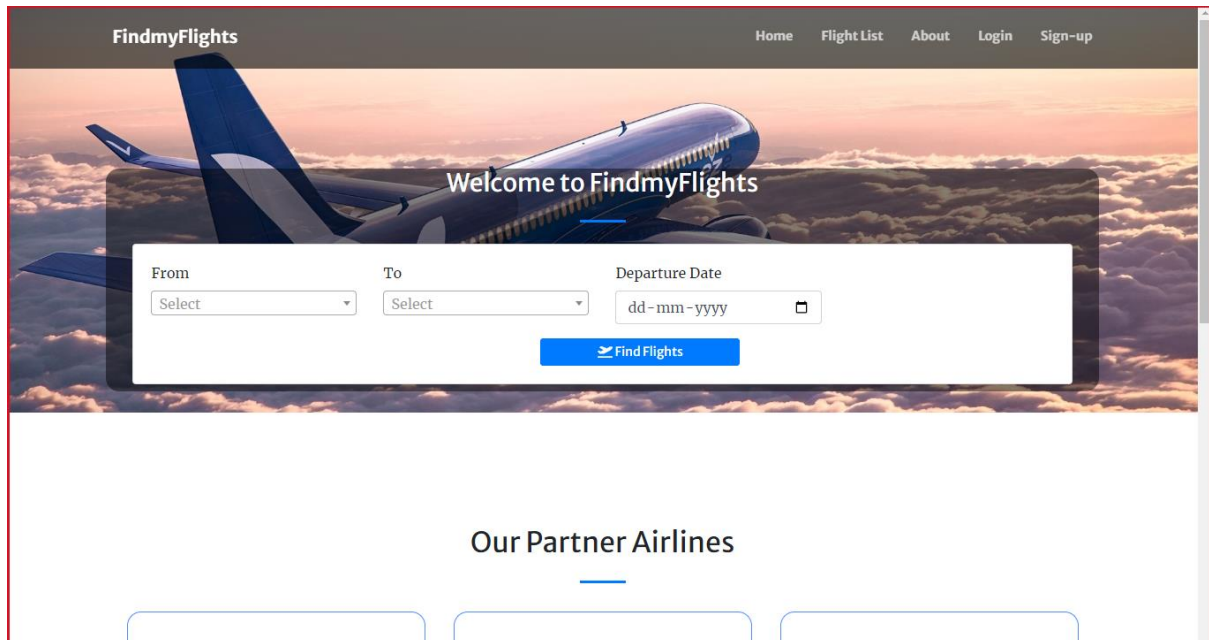 FindmyFlights
Home Flight List About Login Sign-up
Welcome to FindmyFlights
From To Departure Date
Select Select dd-mm-yyyy
Find Flights
Our Partner Airlines